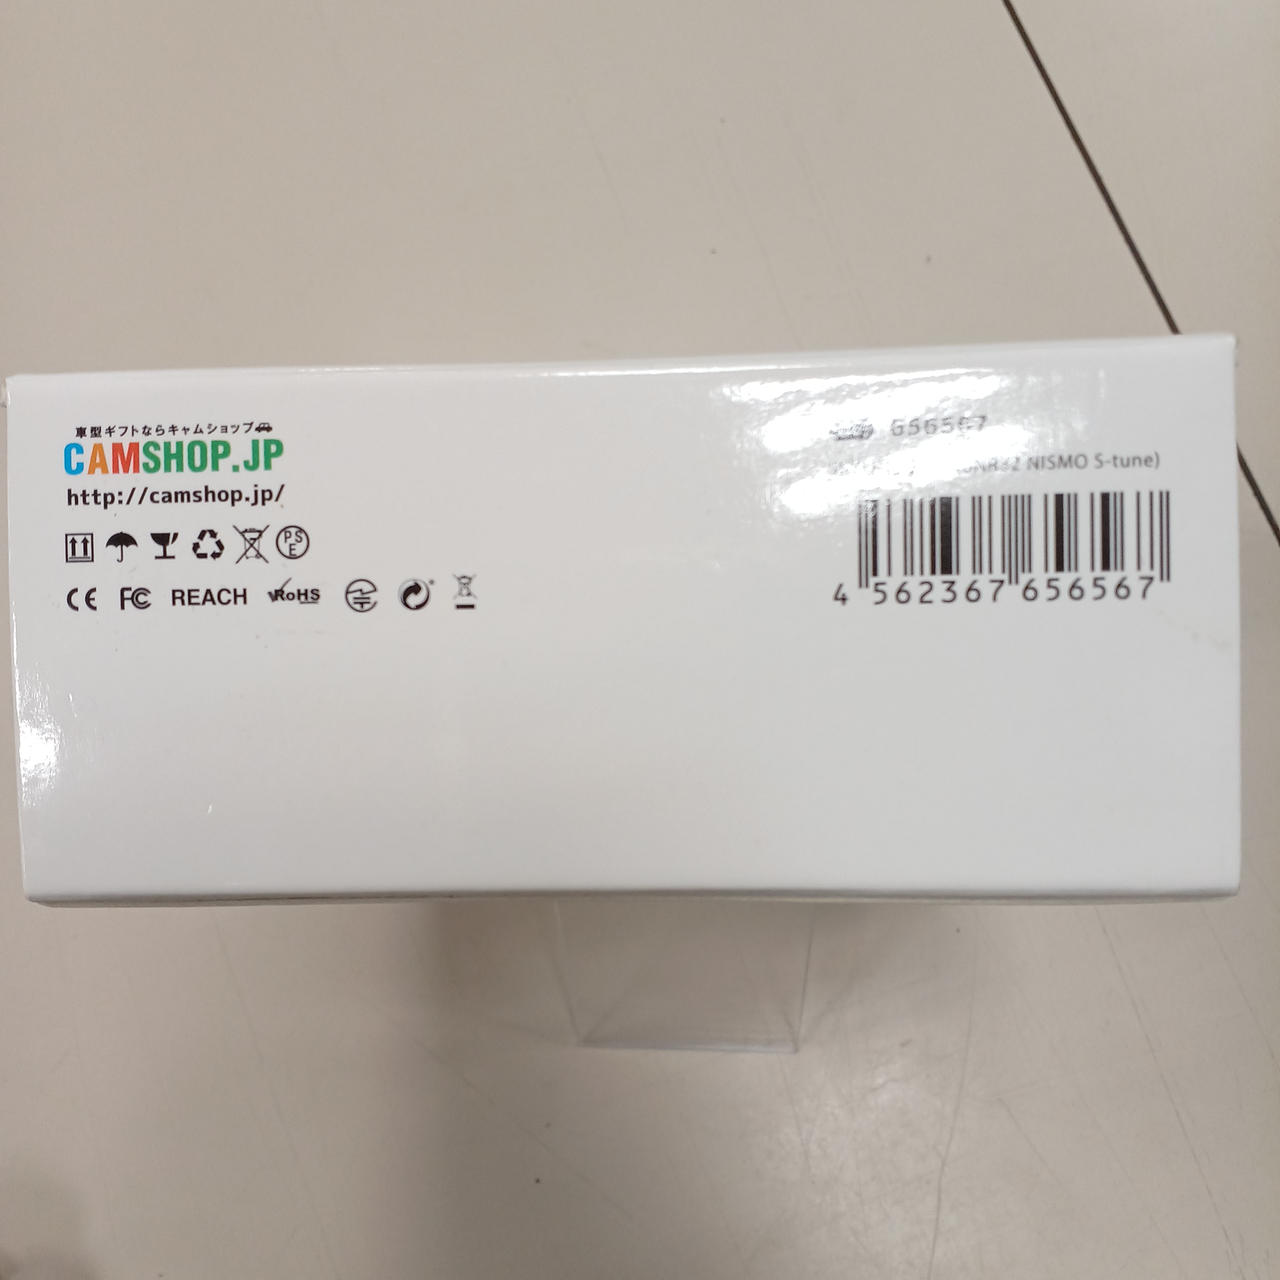 車型ギフトならキャムショップ
CAMSHOP.JP
http://camshop.jp/
PSE
CE FC REACH RoHS
656567
NISMO S-tune)
4 562367 656567